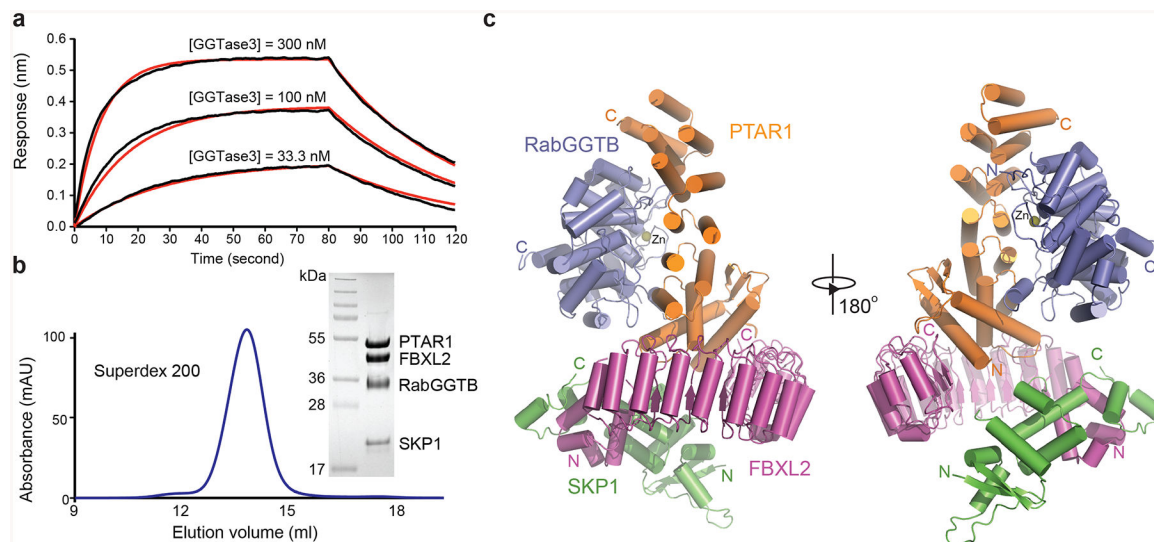 a
Response (nm)
0.6
0.5
0.4
0.3
0.2
0.1
0
[GGTase3] = 300 nM
[GGTase3] = 100 nM
[GGTase3] = 33.3 nM
0 10 20 30 40 50 60 70 80 90 100 110 120
Time (second)
b
Absorbance (mAU)
100
50
0
Superdex 200
9 12 15 18
Elution volume (ml)
kDa
55
36
28
17
PTAR1
FBXL2
RabGGTB
SKP1
c
C
PTAR1
RabGGTB
Zn
C
C
C
N
N
SKP1
FBXL2
180°
C
N
Zn
C
C
N
C
N
N